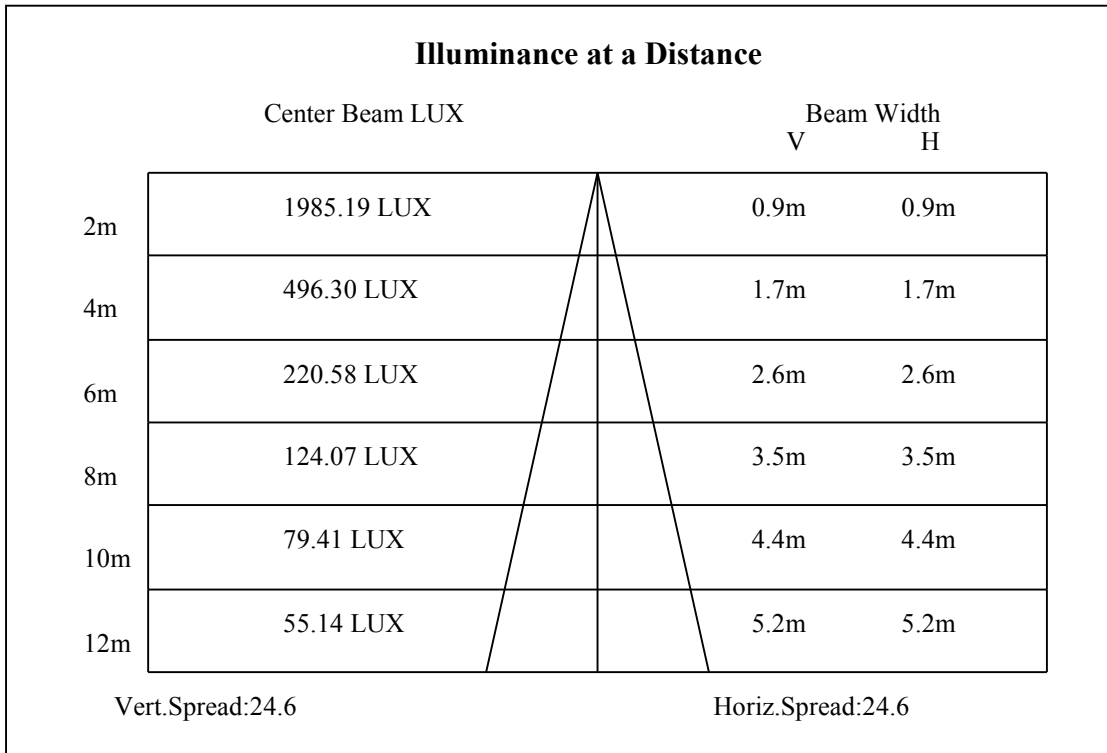 Illuminance at a Distance
Center Beam LUX Beam Width
V H
2m 1985.19 LUX 0.9m 0.9m
4m 496.30 LUX 1.7m 1.7m
6m 220.58 LUX 2.6m 2.6m
8m 124.07 LUX 3.5m 3.5m
10m 79.41 LUX 4.4m 4.4m
12m 55.14 LUX 5.2m 5.2m
Vert.Spread:24.6 Horiz.Spread:24.6